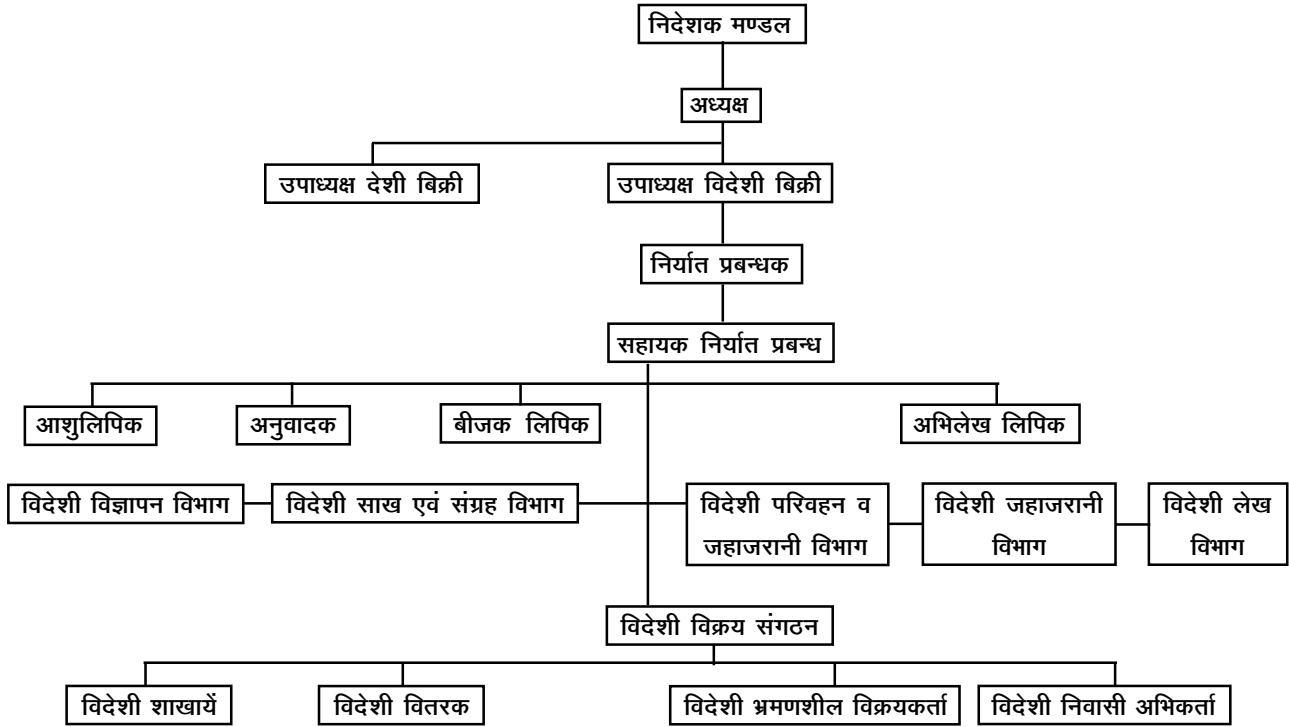 निदेशक मण्डल
अध्यक्ष
उपाध्यक्ष देशी बिक्री
उपाध्यक्ष विदेशी बिक्री
निर्यात प्रबन्धक
सहायक निर्यात प्रबन्ध
आशुलिपिक
अनुवादक
बीजक लिपिक
अभिलेख लिपिक
विदेशी विज्ञापन विभाग
विदेशी साख एवं संग्रह विभाग
विदेशी परिवहन व
जहाजरानी विभाग
विदेशी जहाजरानी
विभाग
विदेशी लेख
विभाग
विदेशी विक्रय संगठन
विदेशी शाखायें
विदेशी वितरक
विदेशी भ्रमणशील विक्रयकर्ता
विदेशी निवासी अभिकर्ता